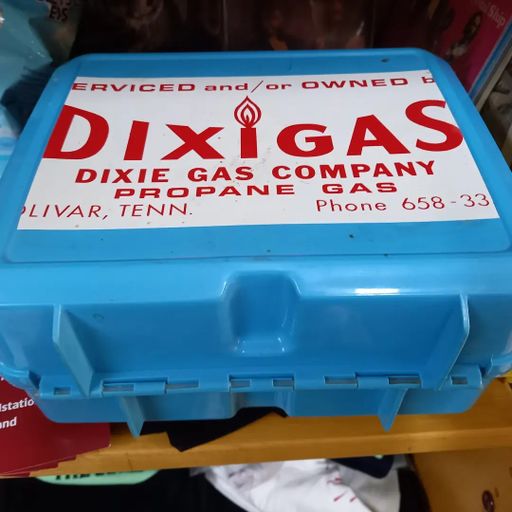 ERVICED and/or OWNED b
DIXIGAS
DIXIE GAS COMPANY
PROPANE GAS
OLIVAR, TENN. Phone 658-33